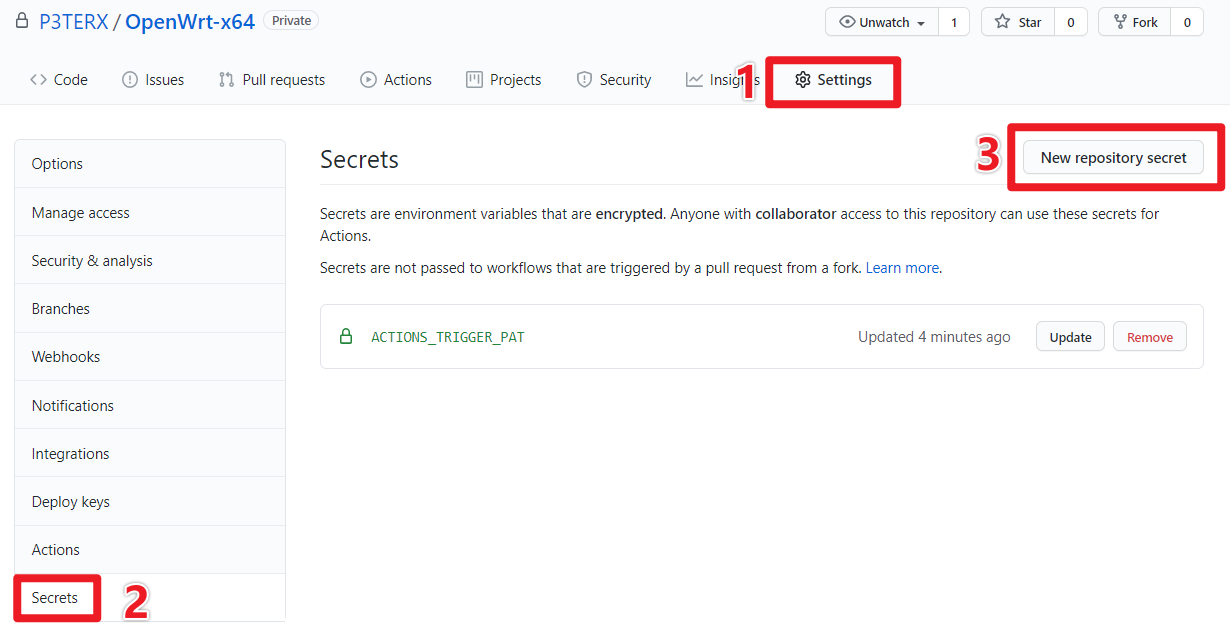 P3TERX / OpenWrt-x64 Private Unwatch 1 Star 0 Fork 0
Code Issues Pull requests Actions Projects Security 1 Settings
Options
Manage access
Security & analysis
Branches
Webhooks
Notifications
Integrations
Deploy keys
Actions
Secrets 2
Secrets 3 New repository secret
Secrets are environment variables that are encrypted. Anyone with collaborator access to this repository can use these secrets for
Actions.
Secrets are not passed to workflows that are triggered by a pull request from a fork. Learn more.
ACTIONS_TRIGGER_PAT Updated 4 minutes ago Update Remove